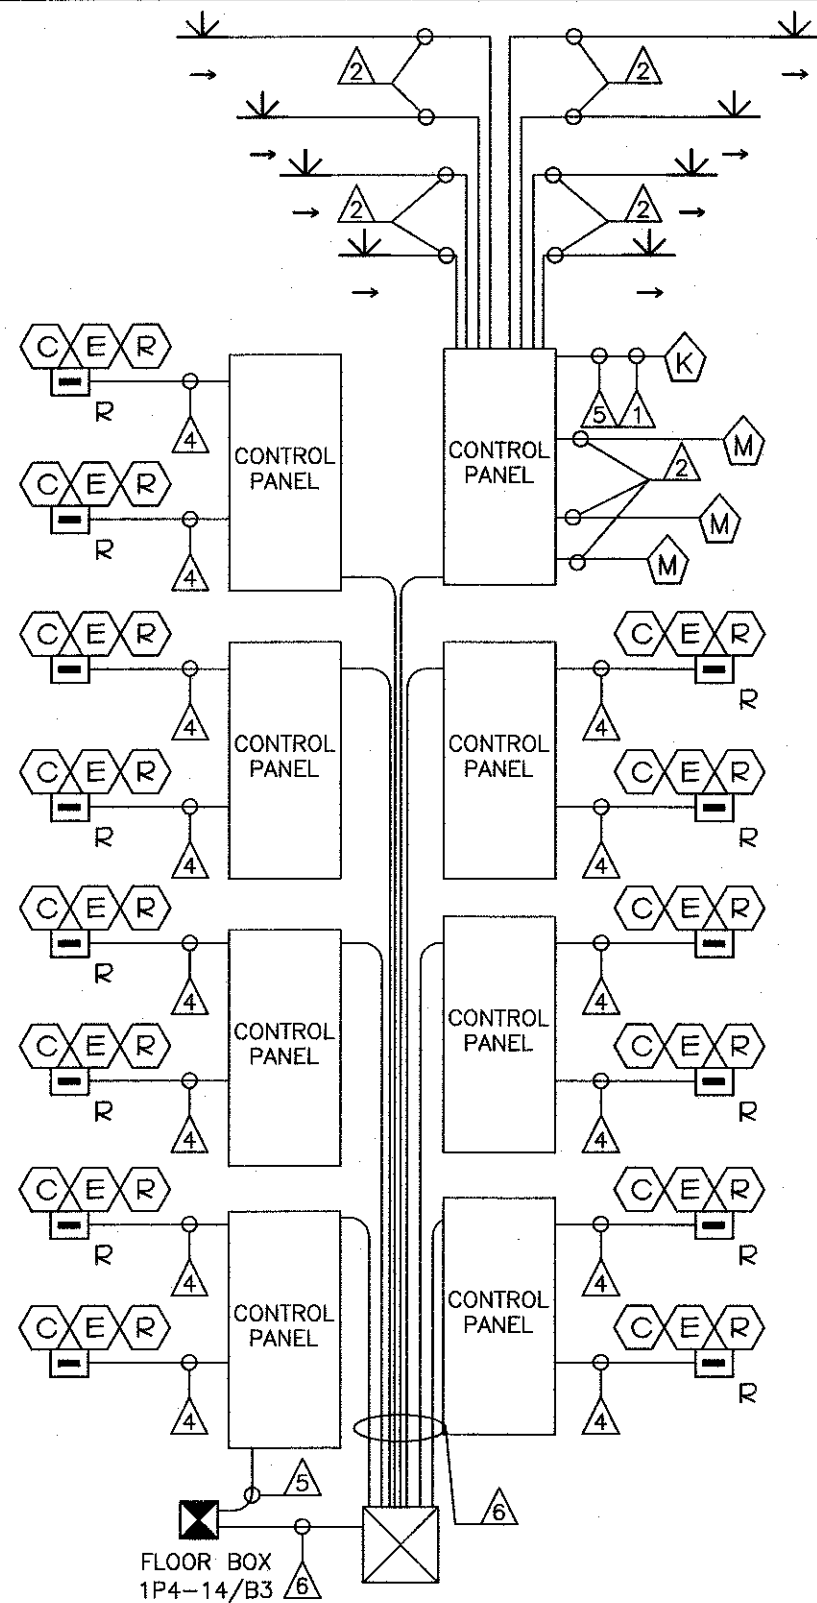 2 2
2 2
C E R
R
4
C E R
R
4
CONTROL
PANEL
CONTROL
PANEL
K
5 1
M
2
M
M
C E R
4
C E R
R
4
CONTROL
PANEL
CONTROL
PANEL
C E R
R
4
C E R
R
4
C E R
R
4
C E R
R
4
CONTROL
PANEL
CONTROL
PANEL
C E R
4
C E R
R
4
C E R
R
4
C E R
4
CONTROL
PANEL
CONTROL
PANEL
C E R
R
4
C E R
R
4
5
6
FLOOR BOX
1P4-14/B3
6